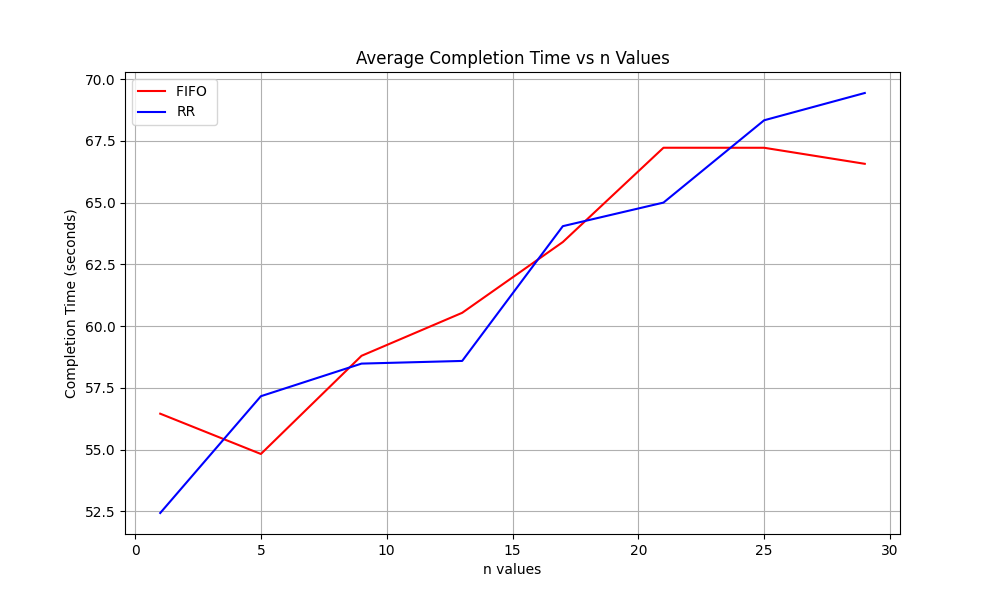 Average Completion Time vs n Values
FIFO
RR
Completion Time (seconds)
70.0
67.5
65.0
62.5
60.0
57.5
55.0
52.5
0 5 10 15 20 25 30
n values